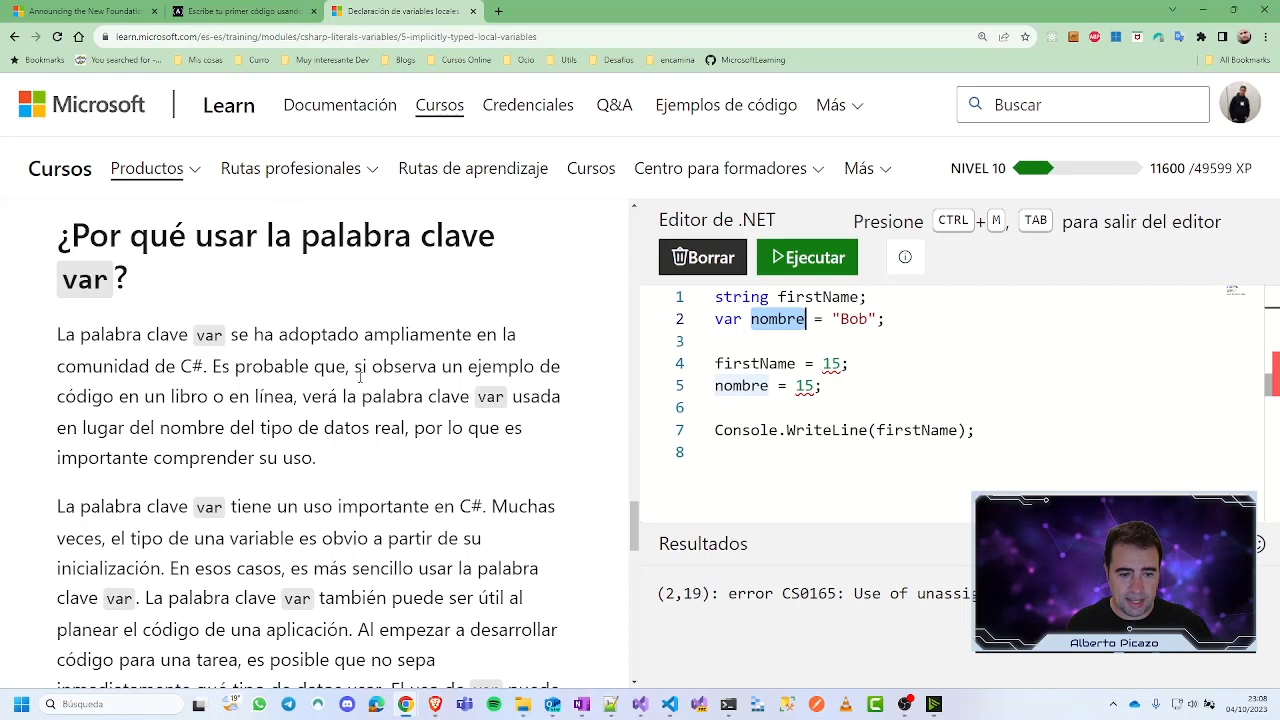 Announcing the New Foundatic
Escribe tu primer código usando
Declaración de variables locales
learn.microsoft.com/es-es/training/modules/csharp-literals-variables/5-implicitly-typed-local-variables
Bookmarks
You searched for -...
Mis cosas
Curro
Muy interesante Dev
Blogs
Cursos Online
Ocio
Utils
Desafios
encamina
MicrosoftLearning
All Bookmarks
Microsoft
Learn
Documentación
Cursos
Credenciales
Q&A
Ejemplos de código
Más
Buscar
Cursos
Productos
Rutas profesionales
Rutas de aprendizaje
Cursos
Centro para formadores
Más
NIVEL 10
11600 /49599 XP
¿Por qué usar la palabra clave
var?
La palabra clave var se ha adoptado ampliamente en la
comunidad de C#. Es probable que, si observa un ejemplo de
código en un libro o en línea, verá la palabra clave var usada
en lugar del nombre del tipo de datos real, por lo que es
importante comprender su uso.
La palabra clave var tiene un uso importante en C#. Muchas
veces, el tipo de una variable es obvio a partir de su
inicialización. En esos casos, es más sencillo usar la palabra
clave var. La palabra clave var también puede ser útil al
planear el código de una aplicación. Al empezar a desarrollar
código para una tarea, es posible que no sepa
Editor de .NET
Presione CTRL + M, TAB para salir del editor
Borrar
Ejecutar
1 string firstName;
2 var nombre = "Bob";
3
4 firstName = 15;
5 nombre = 15;
6
7 Console.WriteLine(firstName);
8
Resultados
(2,19): error CS0165: Use of unassig
Alberto Picazo
Búsqueda
19°
23:08
04/10/2023